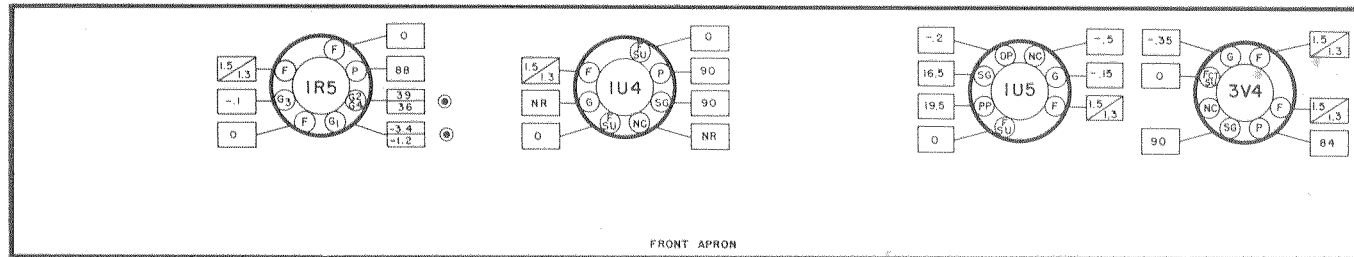 F 0
1.5/1.3 F P 88
1R5
-.1 G3 G2 G4 39 36
0 F G1 -3.4 -1.2
F SU 0
1.5/1.3 F P 90
1U4
NR G SG 90
0 F SU NC NR
-.2 DP NC -.5
16.5 SG G -.15
1U5
19.5 PP F 1.5/1.3
0 F SU
-.35 G F 1.5/1.3
0 SU
3V4
NC F 1.5/1.3
90 SG P 84
FRONT APRON